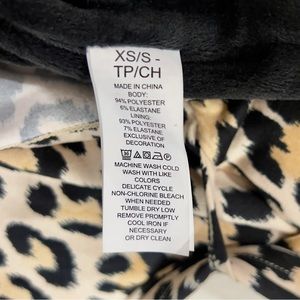 XS/S -
TP/CH
MADE IN CHINA
BODY:
94% POLYESTER
6% ELASTANE
LINING:
93% POLYESTER
7% ELASTANE
EXCLUSIVE OF
DECORATION
MACHINE WASH COLD
WASH WITH LIKE
COLORS
DELICATE CYCLE
NON-CHLORINE BLEACH
WHEN NEEDED
TUMBLE DRY LOW
REMOVE PROMPTLY
COOL IRON IF
NECESSARY
OR DRY CLEAN